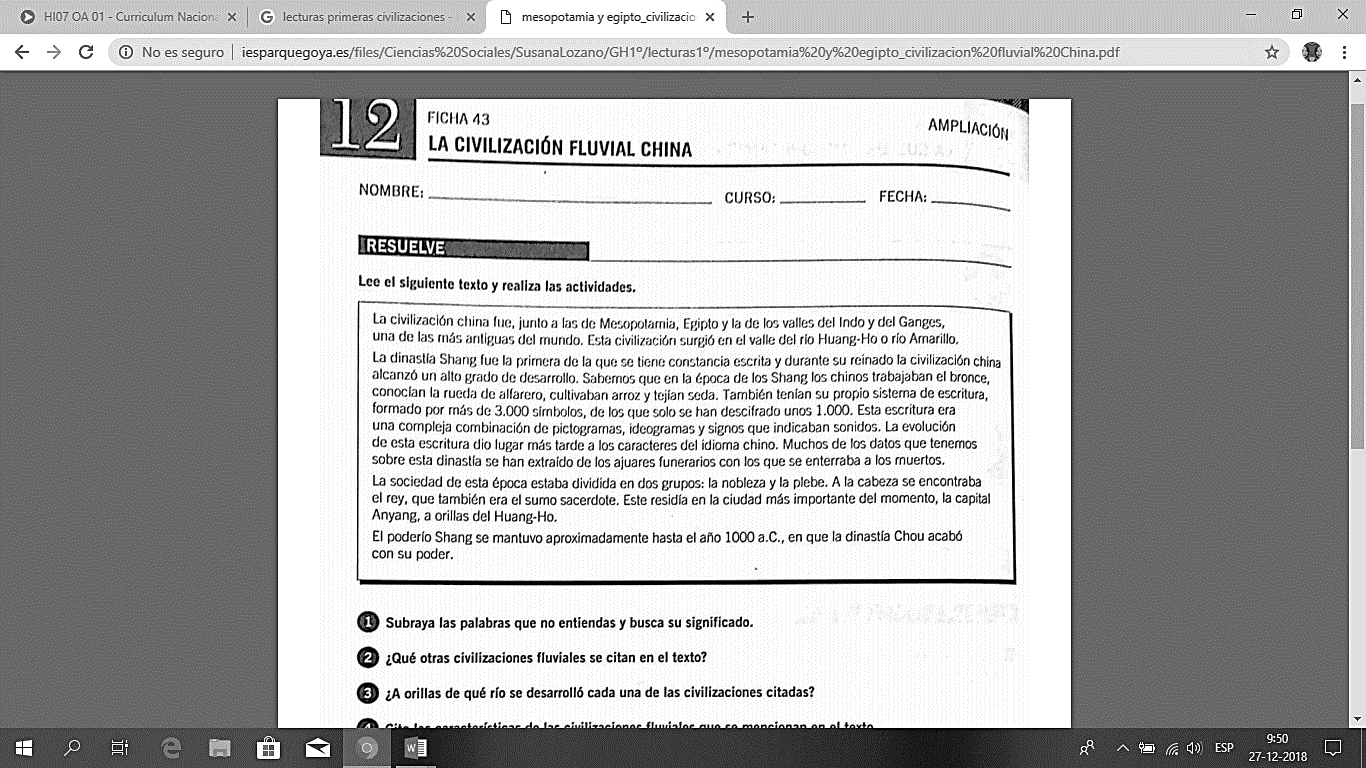 HI07 OA 01 - Curriculum Naciona
lecturas primeras civilizaciones -
mesopotamia y egipto_civilizacio
No es seguro
iesparquegoya.es/files/Ciencias%20Sociales/SusanaLozano/GH1º/lecturas1º/mesopotamia%20y%20egipto_civilizacion%20fluvial%20China.pdf
12
FICHA 43
AMPLIACIÓN
LA CIVILIZACIÓN FLUVIAL CHINA
NOMBRE: CURSO: FECHA:
RESUELVE
Lee el siguiente texto y realiza las actividades.
La civilización china fue, junto a las de Mesopotamia, Egipto y la de los valles del Indo y del Ganges,
una de las más antiguas del mundo. Esta civilización surgió en el valle del río Huang-Ho o río Amarillo.
La dinastía Shang fue la primera de la que se tiene constancia escrita y durante su reinado la civilización china
alcanzó un alto grado de desarrollo. Sabemos que en la época de los Shang los chinos trabajaban el bronce,
conocían la rueda de alfarero, cultivaban arroz y tejían seda. También tenían su propio sistema de escritura,
formado por más de 3.000 símbolos, de los que solo se han descifrado unos 1.000. Esta escritura era
una compleja combinación de pictogramas, ideogramas y signos que indicaban sonidos. La evolución
de esta escritura dio lugar más tarde a los caracteres del idioma chino. Muchos de los datos que tenemos
sobre esta dinastía se han extraído de los ajuares funerarios con los que se enterraba a los muertos.
La sociedad de esta época estaba dividida en dos grupos: la nobleza y la plebe. A la cabeza se encontraba
el rey, que también era el sumo sacerdote. Este residía en la ciudad más importante del momento, la capital
Anyang, a orillas del Huang-Ho.
El poderío Shang se mantuvo aproximadamente hasta el año 1000 a.C., en que la dinastía Chou acabó
con su poder.
1 Subraya las palabras que no entiendas y busca su significado.
2 ¿Qué otras civilizaciones fluviales se citan en el texto?
3 ¿A orillas de qué río se desarrolló cada una de las civilizaciones citadas?
4 Cita las características de las civilizaciones fluviales que se mencionan en el texto.
ESP
9:50
27-12-2018